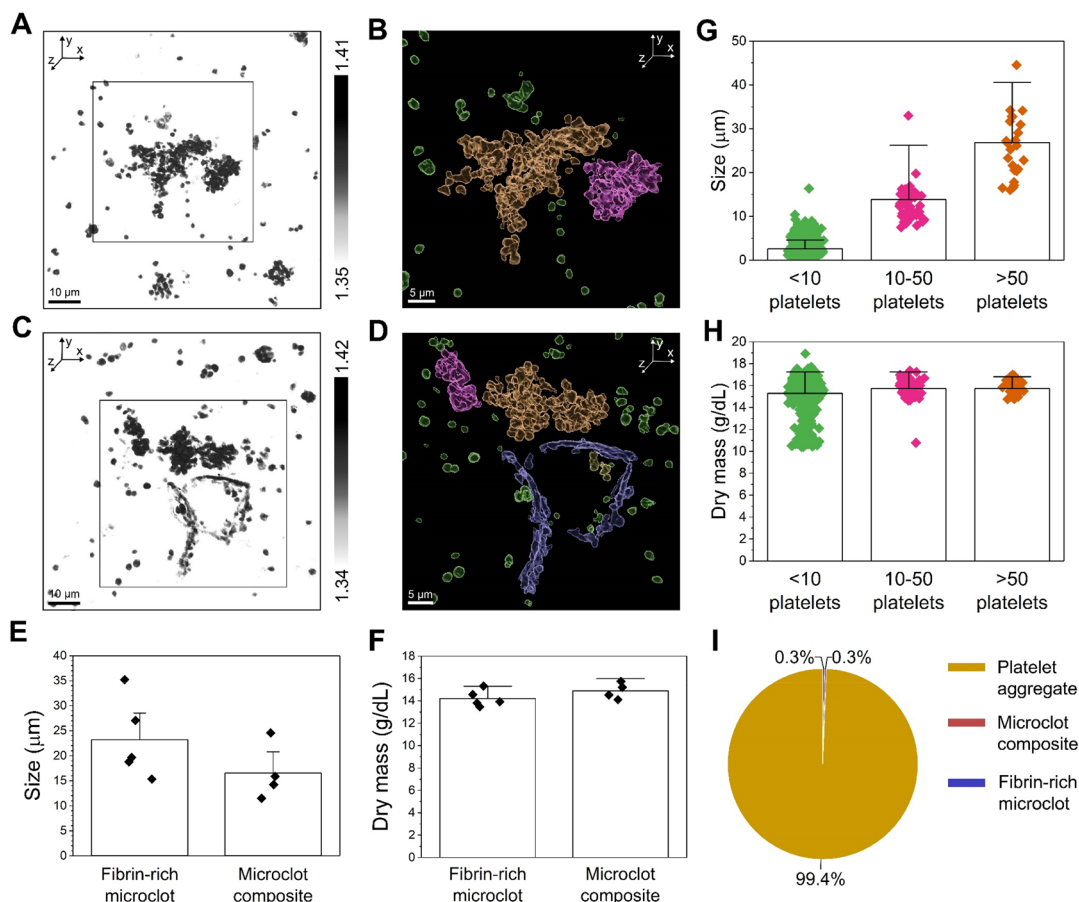 A
y
x
z
10 µm
1.41
1.35
B
y
x
z
5 µm
C
y
x
z
10 µm
1.42
1.34
D
y
x
z
5 µm
E
Size (µm)
40
35
30
25
20
15
10
5
0
Fibrin-rich
microclot
Microclot
composite
F
Dry mass (g/dL)
18
16
14
12
10
8
6
4
2
0
Fibrin-rich
microclot
Microclot
composite
G
Size (µm)
50
40
30
20
10
0
<10
platelets
10-50
platelets
>50
platelets
H
Dry mass (g/dL)
20
18
16
14
12
10
8
6
4
2
0
<10
platelets
10-50
platelets
>50
platelets
I
0.3%
0.3%
99.4%
Platelet
aggregate
Microclot
composite
Fibrin-rich
microclot